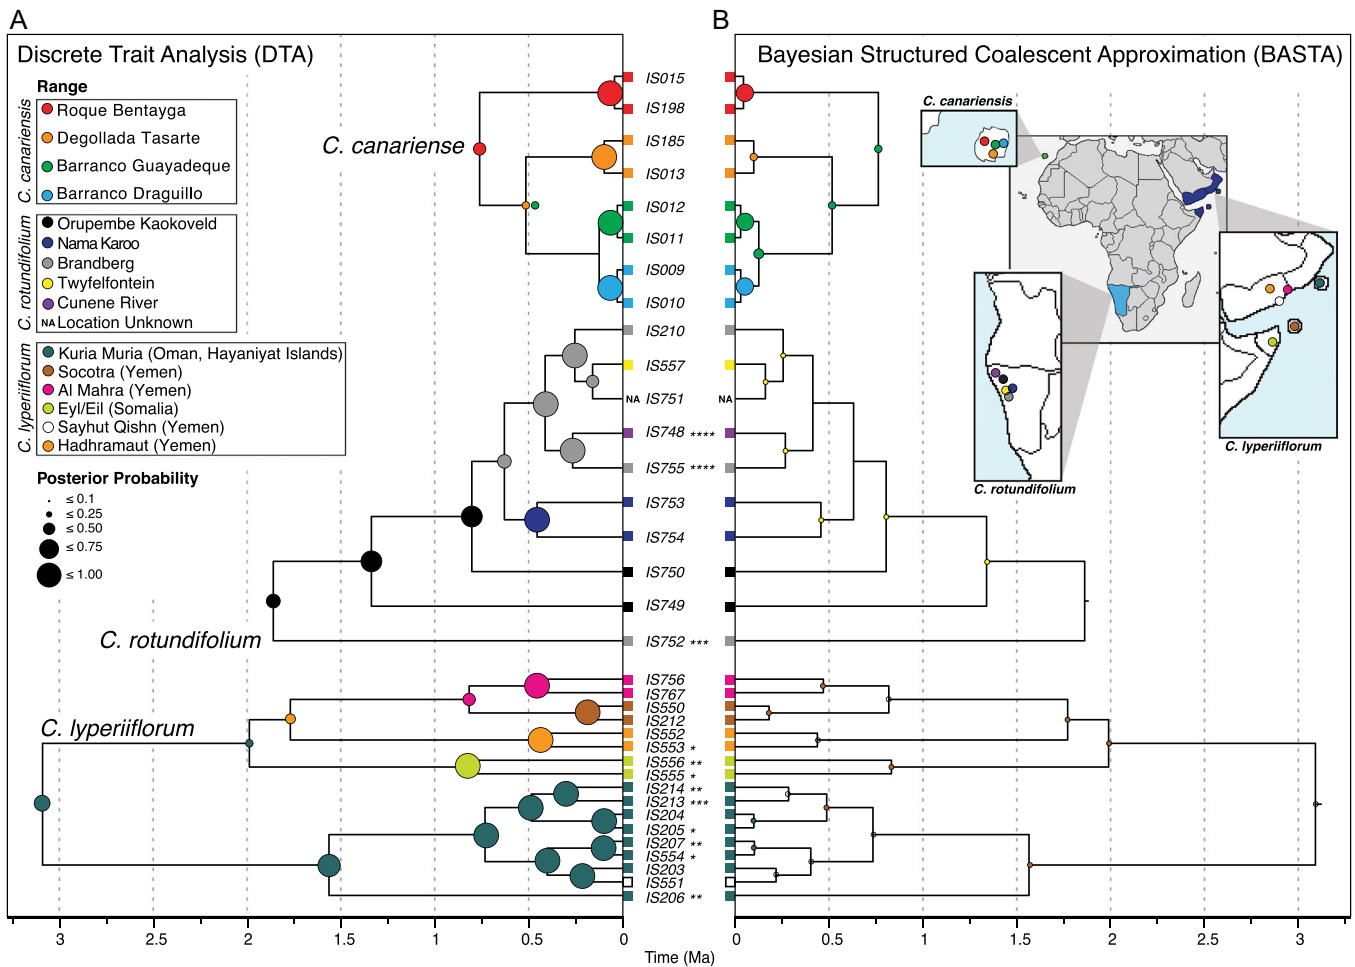 A
B
Discrete Trait Analysis (DTA)
Bayesian Structured Coalescent Approximation (BASTA)
Range
C. canariensis
Roque Bentayga
Degollada Tasarte
Barranco Guayadeque
Barranco Draguillo
C. rotundifolium
Orupembe Kaokoveld
Nama Karoo
Brandberg
Twyfelfontein
Cunene River
NA Location Unknown
C. lyperiiflorum
Kuria Muria (Oman, Hayaniyat Islands)
Socotra (Yemen)
Al Mahra (Yemen)
Eyl/Eil (Somalia)
Sayhut Qishn (Yemen)
Hadhramaut (Yemen)
Posterior Probability
≤ 0.1
≤ 0.25
≤ 0.50
≤ 0.75
≤ 1.00
C. canariense
C. rotundifolium
C. lyperiiflorum
IS015
IS198
IS185
IS013
IS012
IS011
IS009
IS010
IS210
IS557
NA IS751 NA
IS748 ****
IS755 ****
IS753
IS754
IS750
IS749
IS752 ***
IS756
IS767
IS550
IS212
IS552
IS553 *
IS556 **
IS555 *
IS214 **
IS213 ***
IS204
IS205 *
IS207 **
IS554 *
IS203
IS551
IS206 **
C. canariensis
C. rotundifolium
C. lyperiiflorum
3 2.5 2 1.5 1 0.5 0
0 0.5 1 1.5 2 2.5 3
Time (Ma)